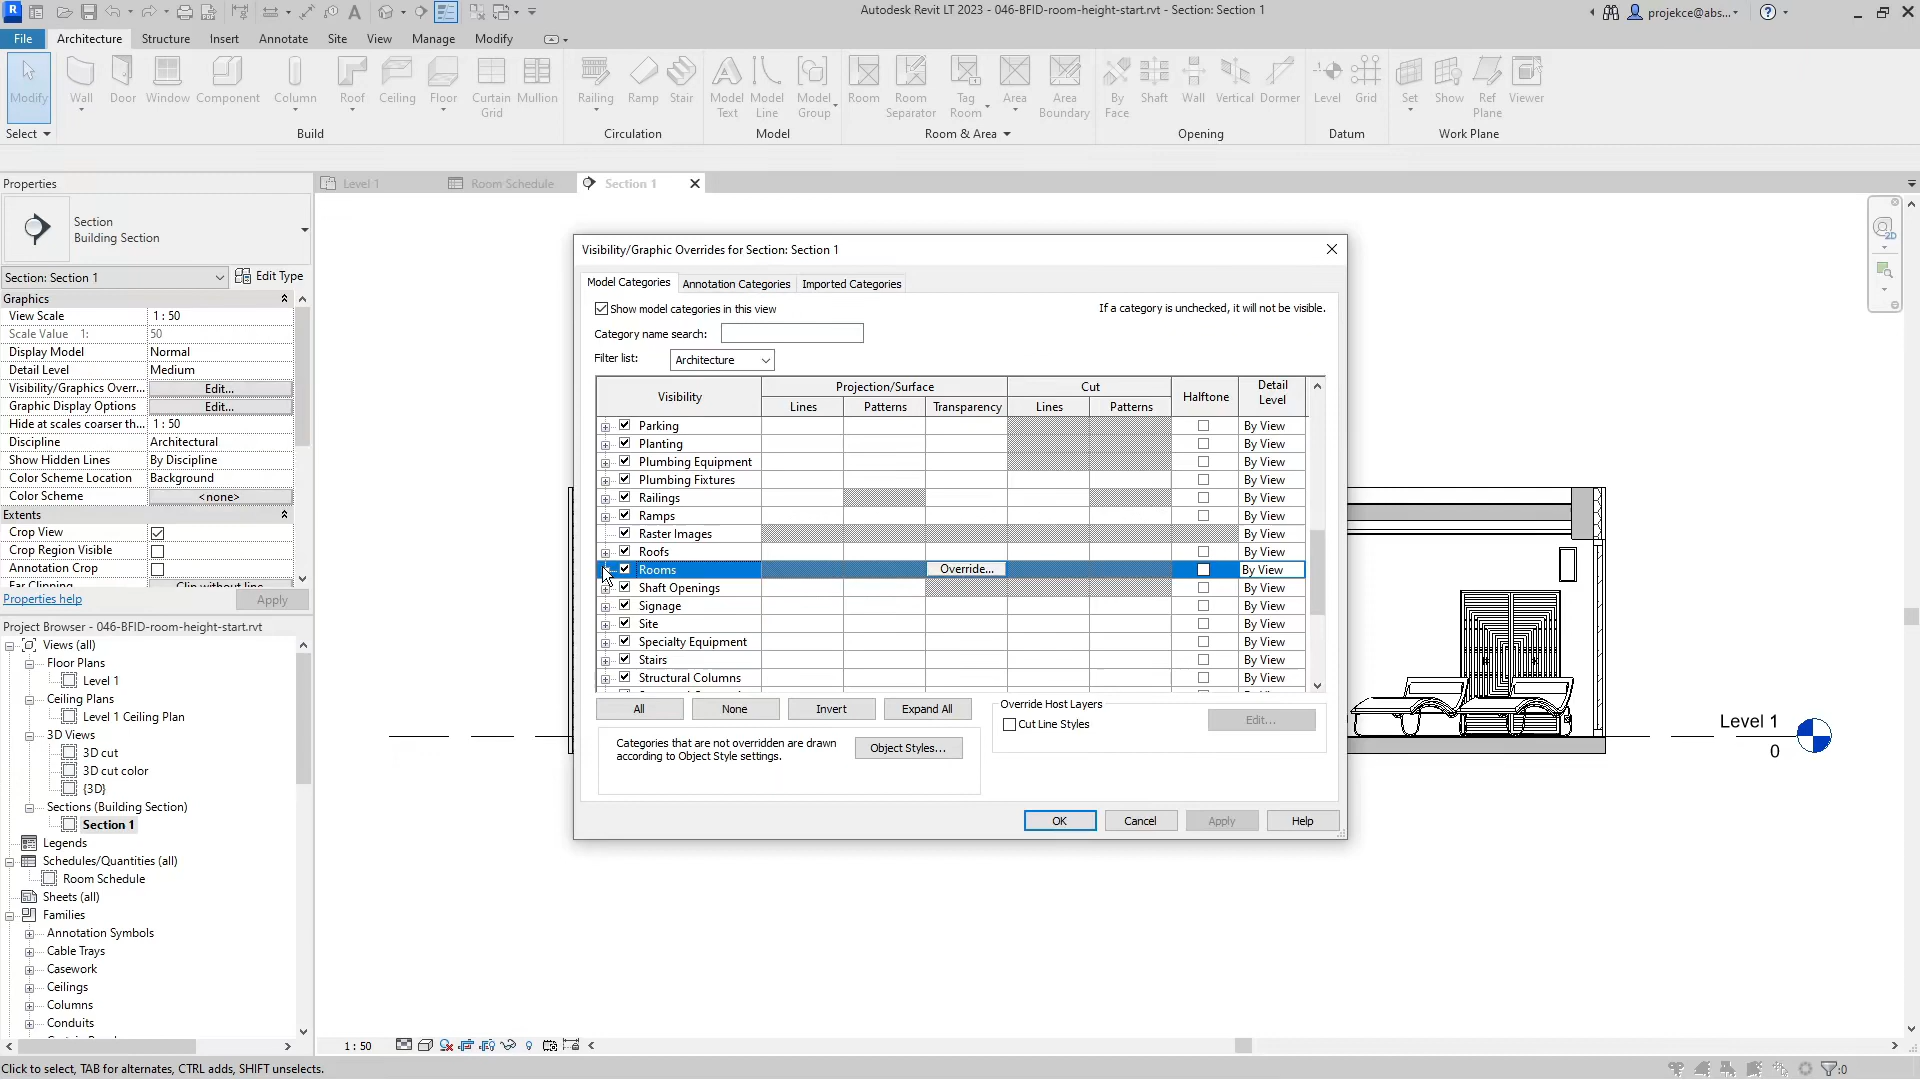 Autodesk Revit LT 2023 - 046-BFID-room-height-start.rvt - Section: Section 1
projekce@abs...
File Architecture Structure Insert Annotate Site View Manage Modify
Modify Wall Door Window Component Column Roof Ceiling Floor Curtain Grid Mullion Railing Ramp Stair Model Text Model Line Model Group Room Room Separator Tag Room Area Area Boundary By Face Shaft Wall Vertical Dormer Level Grid Set Show Ref Plane Viewer
Select Build Circulation Model Room & Area Opening Datum Work Plane
Properties
Level 1 Room Schedule Section 1
Section
Building Section
Section: Section 1 Edit Type
Graphics
View Scale 1 : 50
Scale Value 1: 50
Display Model Normal
Detail Level Medium
Visibility/Graphics Overr... Edit...
Graphic Display Options Edit...
Hide at scales coarser th... 1 : 50
Discipline Architectural
Show Hidden Lines By Discipline
Color Scheme Location Background
Color Scheme <none>
Extents
Crop View
Crop Region Visible
Annotation Crop
Far Clipping Clip without line
Properties help Apply
Project Browser - 046-BFID-room-height-start.rvt
Views (all)
Floor Plans
Level 1
Ceiling Plans
Level 1 Ceiling Plan
3D Views
3D cut
3D cut color
{3D}
Sections (Building Section)
Section 1
Legends
Schedules/Quantities (all)
Room Schedule
Sheets (all)
Families
Annotation Symbols
Cable Trays
Casework
Ceilings
Columns
Conduits
Visibility/Graphic Overrides for Section: Section 1
Model Categories Annotation Categories Imported Categories
Show model categories in this view If a category is unchecked, it will not be visible.
Category name search:
Filter list: Architecture
Visibility Projection/Surface Cut Halftone Detail Level
Lines Patterns Transparency Lines Patterns
Parking By View
Planting By View
Plumbing Equipment By View
Plumbing Fixtures By View
Railings By View
Ramps By View
Raster Images By View
Roofs By View
Rooms Override... By View
Shaft Openings By View
Signage By View
Site By View
Specialty Equipment By View
Stairs By View
Structural Columns By View
All None Invert Expand All
Override Host Layers
Cut Line Styles Edit...
Categories that are not overridden are drawn
according to Object Style settings.
Object Styles...
OK Cancel Apply Help
Level 1
0
2D
1 : 50
Click to select, TAB for alternates, CTRL adds, SHIFT unselects.
:0